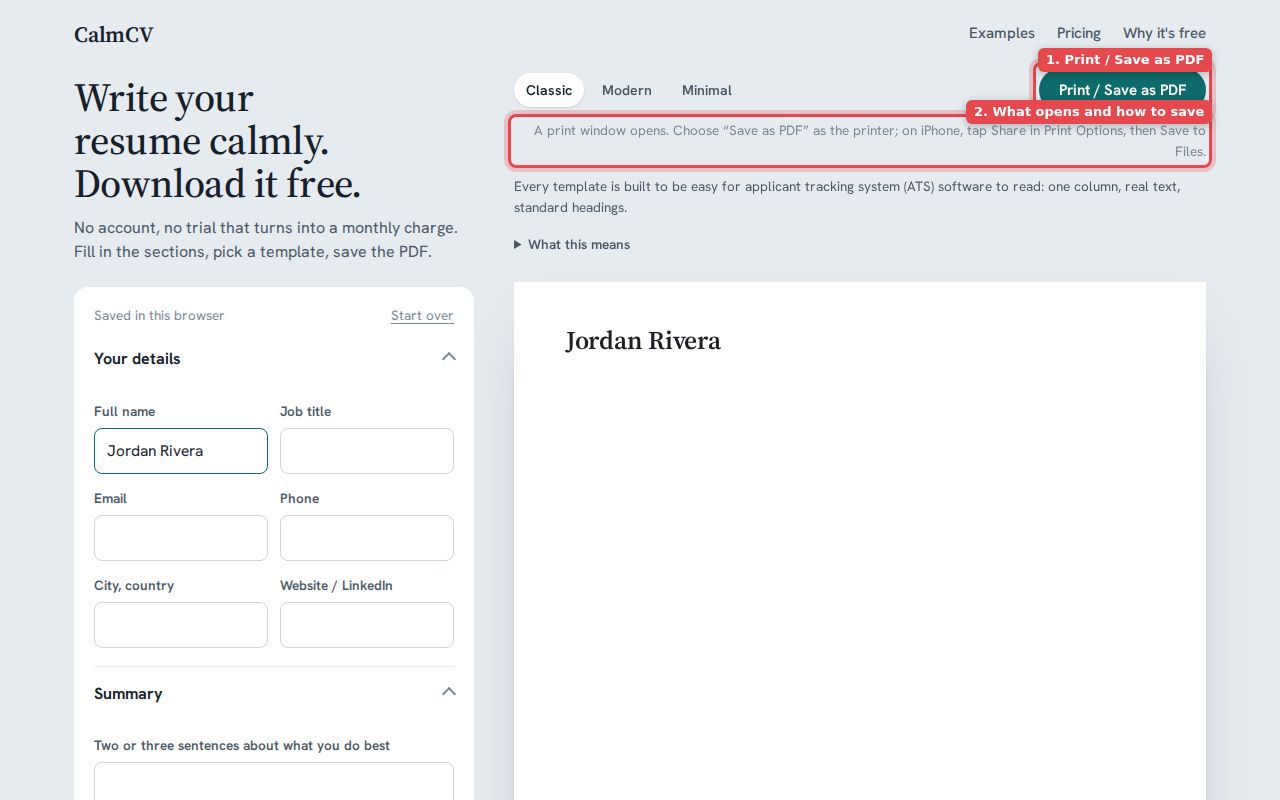 CalmCV
Examples
Pricing
Why it's free
Write your
resume calmly.
Download it free.
No account, no trial that turns into a monthly charge.
Fill in the sections, pick a template, save the PDF.
Saved in this browser
Start over
Your details
Full name
Job title
Jordan Rivera
Email
Phone
City, country
Website / LinkedIn
Summary
Two or three sentences about what you do best
Classic
Modern
Minimal
1. Print / Save as PDF
Print / Save as PDF
2. What opens and how to save
A print window opens. Choose “Save as PDF” as the printer; on iPhone, tap Share in Print Options, then Save to
Files.
Every template is built to be easy for applicant tracking system (ATS) software to read: one column, real text,
standard headings.
What this means
Jordan Rivera